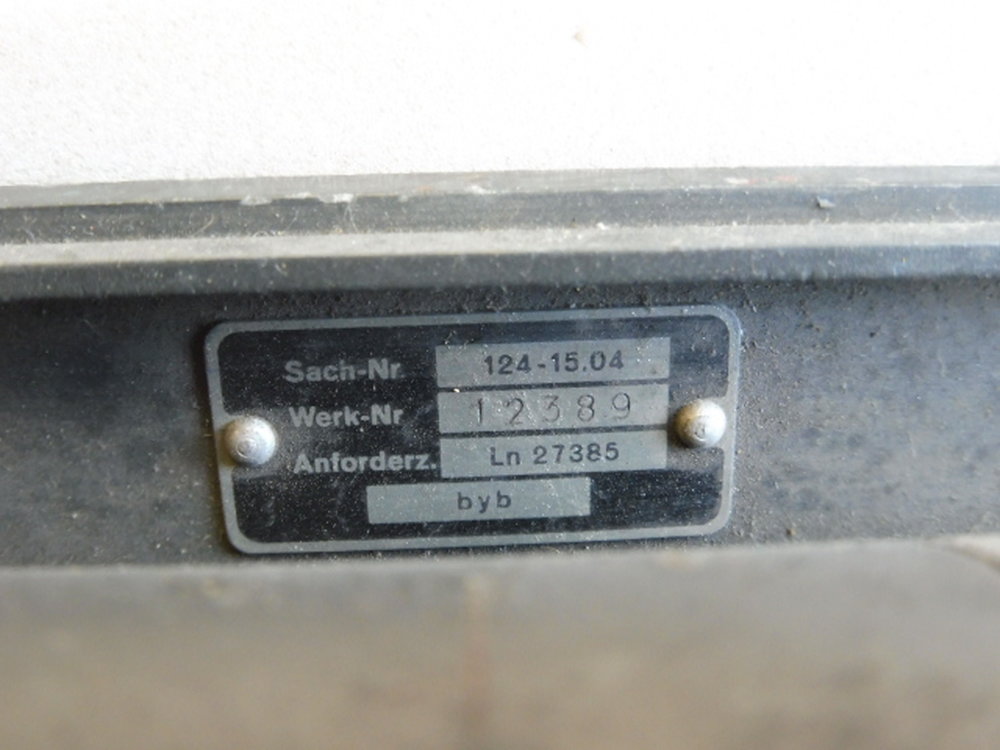 Sach-Nr 124-15.04
Werk-Nr 12389
Anforderz. Ln 27385
byb